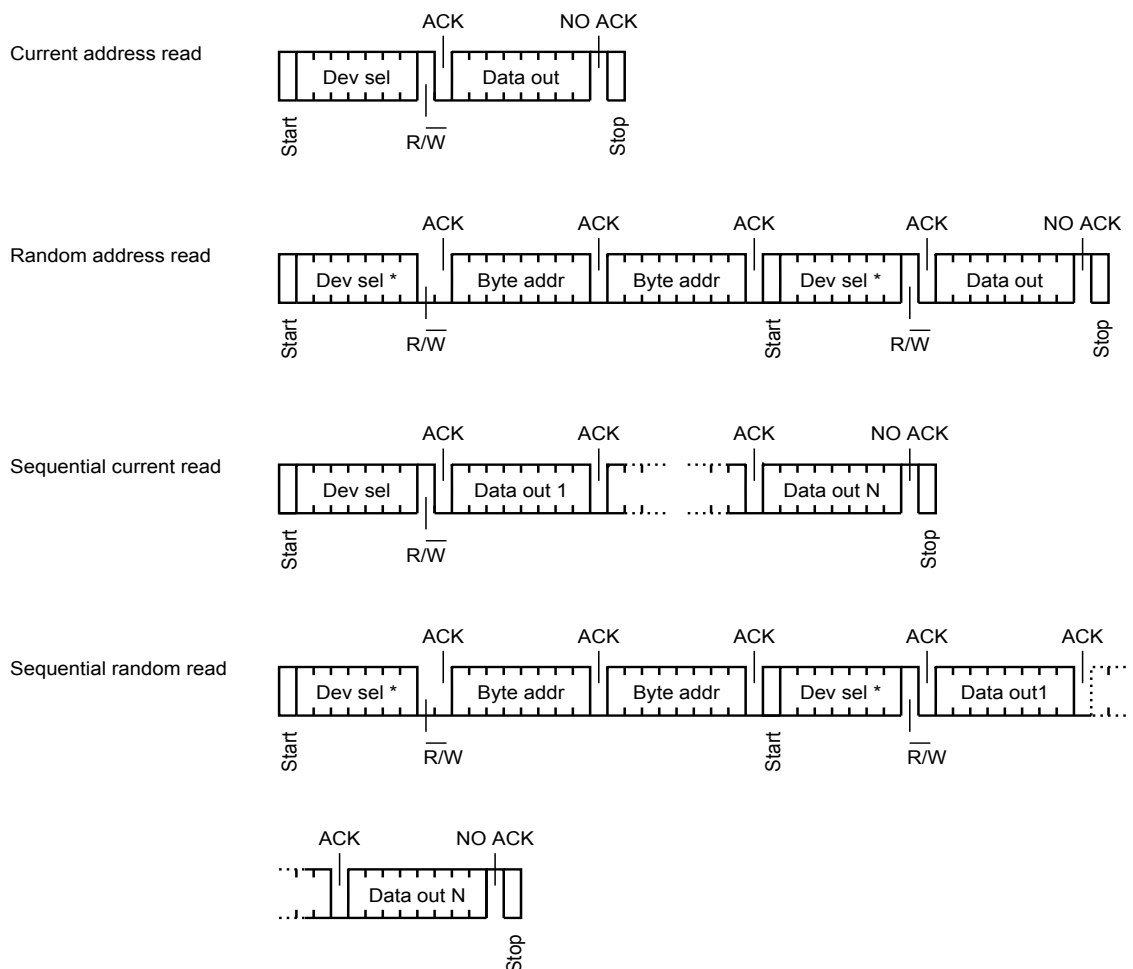 ACK NO ACK
Current address read
Dev sel Data out
Start R/W̅ Stop
ACK ACK ACK ACK NO ACK
Random address read
Dev sel * Byte addr Byte addr Dev sel * Data out
Start R/W̅ Start R/W̅ Stop
ACK ACK ACK NO ACK
Sequential current read
Dev sel Data out 1 Data out N
Start R/W̅ Stop
ACK ACK ACK ACK ACK
Sequential random read
Dev sel * Byte addr Byte addr Dev sel * Data out1
Start R̅/W Start R̅/W
ACK NO ACK
Data out N
Stop